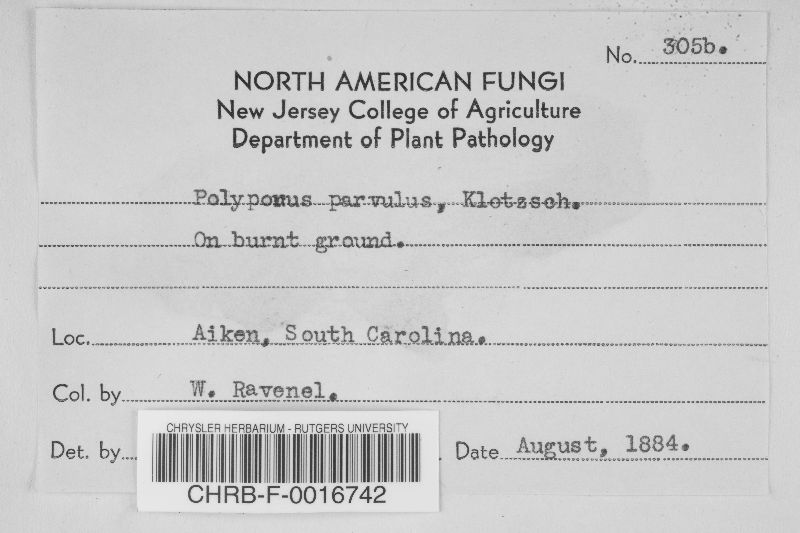 No. 305b.
NORTH AMERICAN FUNGI
New Jersey College of Agriculture
Department of Plant Pathology
Polyporus parvulus, Klotzsch.
On burnt ground.
Loc. Aiken, South Carolina.
Col. by W. Ravenel.
Det. by Date August, 1884.
CHRYSLER HERBARIUM - RUTGERS UNIVERSITY
CHRB-F-0016742